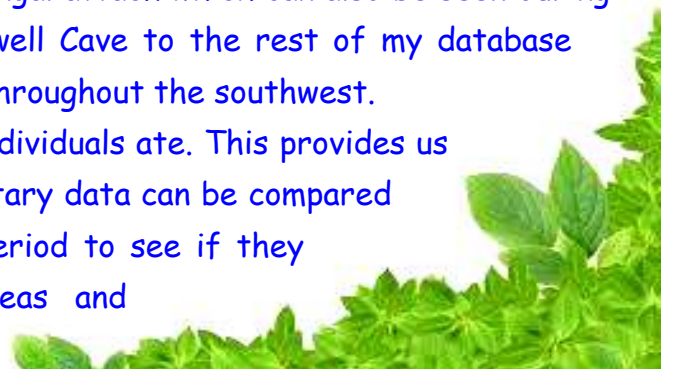 well Cave to the rest of my database
hroughout the southwest.
dividuals ate. This provides us
tary data can be compared
eriod to see if they
eas and